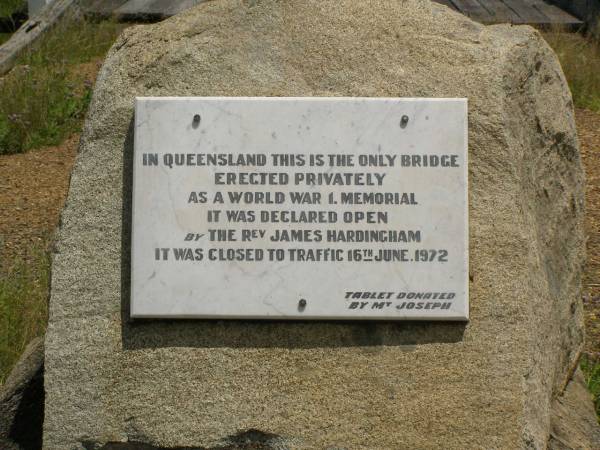 IN QUEENSLAND THIS IS THE ONLY BRIDGE
ERECTED PRIVATELY
AS A WORLD WAR 1. MEMORIAL
IT WAS DECLARED OPEN
BY THE REV JAMES HARDINGHAM
IT WAS CLOSED TO TRAFFIC 16TH JUNE. 1972
TABLET DONATED
BY MT JOSEPH